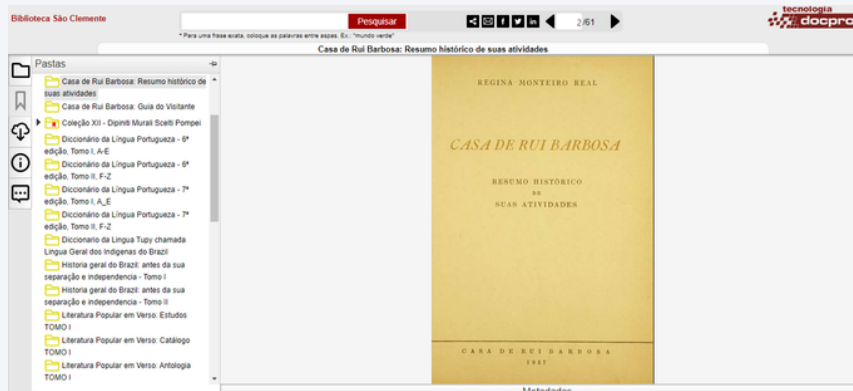 Biblioteca São Clemente
Pesquisar
2/61
tecnologia
docpro
* Para uma frase exata, coloque as palavras entre aspas. Ex.: "mundo verde"
Casa de Rui Barbosa: Resumo histórico de suas atividades
Pastas
Casa de Rui Barbosa: Resumo histórico de
suas atividades
Casa de Rui Barbosa: Guia do Visitante
Coleção XII - Dipiniti Murali Scelti Pompei
Diccionário da Língua Portugueza - 6ª
edição, Tomo I, A-E
Diccionário da Língua Portugueza - 6ª
edição, Tomo II, F-Z
Diccionário da Língua Portugueza - 7ª
edição, Tomo I, A_E
Diccionário da Língua Portugueza - 7ª
edição, Tomo II, F-Z
Diccionario da Lingua Tupy chamada
Lingua Geral dos Indigenas do Brazil
Historia geral do Brazil: antes da sua
separação e independencia - Tomo I
Historia geral do Brazil: antes da sua
separação e independencia - Tomo II
Literatura Popular em Verso: Estudos
TOMO I
Literatura Popular em Verso: Catálogo
TOMO I
Literatura Popular em Verso: Antologia
TOMO I
REGINA MONTEIRO REAL
CASA DE RUI BARBOSA
RESUMO HISTÓRICO
DE
SUAS ATIVIDADES
CASA DE RUI BARBOSA
1957
Metadados